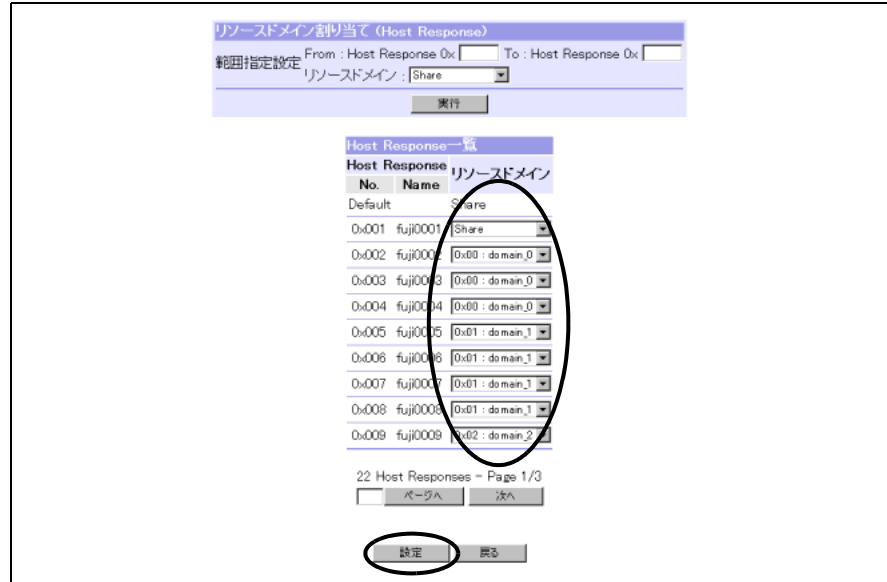 リソースドメイン割り当て (Host Response)
範囲指定設定 From : Host Response 0x To : Host Response 0x
リソースドメイン : Share
実行
Host Response一覧
Host Response リソースドメイン
No. Name
Default Share
0x001 fuji0001 Share
0x002 fuji0002 0x00 : domain_0
0x003 fuji0003 0x00 : domain_0
0x004 fuji0004 0x00 : domain_0
0x005 fuji0005 0x01 : domain_1
0x006 fuji0006 0x01 : domain_1
0x007 fuji0007 0x01 : domain_1
0x008 fuji0008 0x01 : domain_1
0x009 fuji0009 0x02 : domain_2
22 Host Responses - Page 1/3
ページへ 次へ
設定 戻る